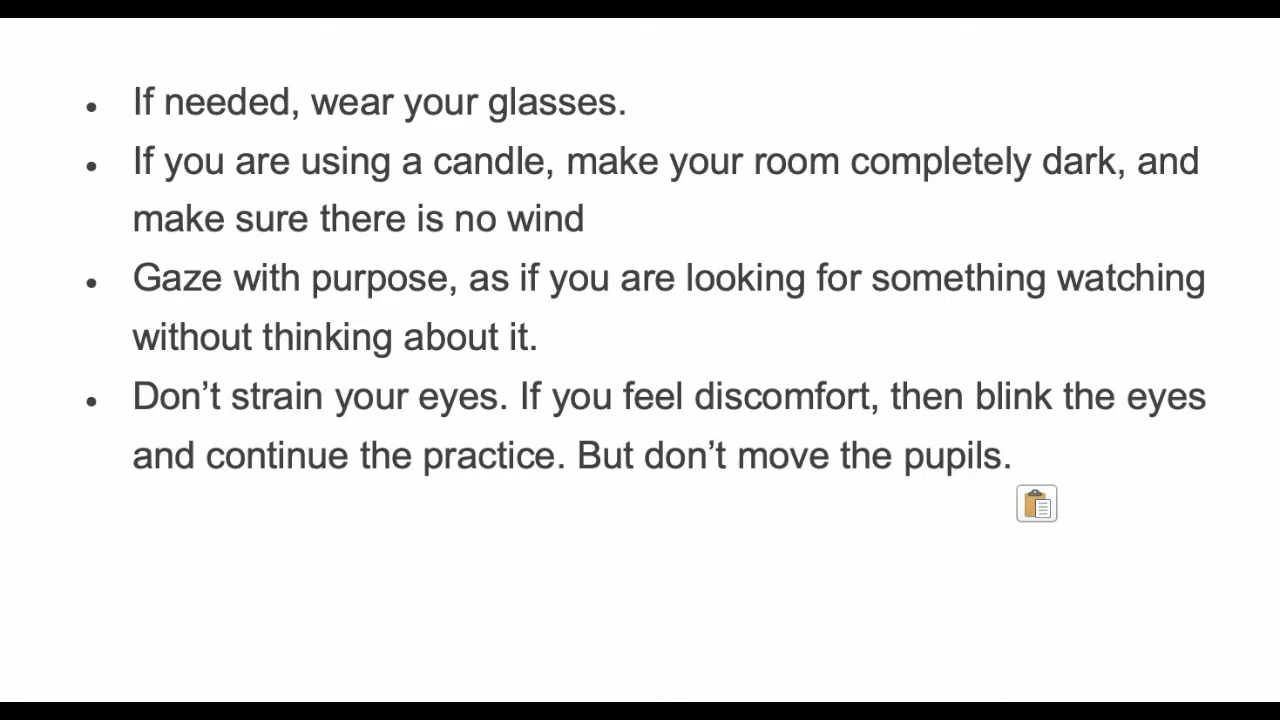 • If needed, wear your glasses.
• If you are using a candle, make your room completely dark, and
make sure there is no wind
• Gaze with purpose, as if you are looking for something watching
without thinking about it.
• Don’t strain your eyes. If you feel discomfort, then blink the eyes
and continue the practice. But don’t move the pupils.